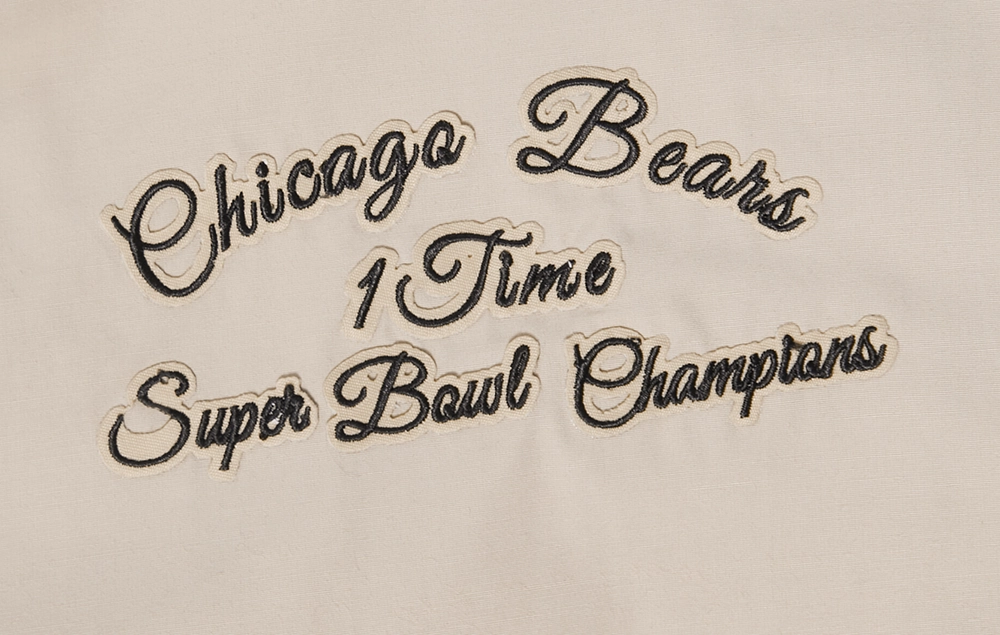 Chicago Bears
1 Time
Super Bowl Champions